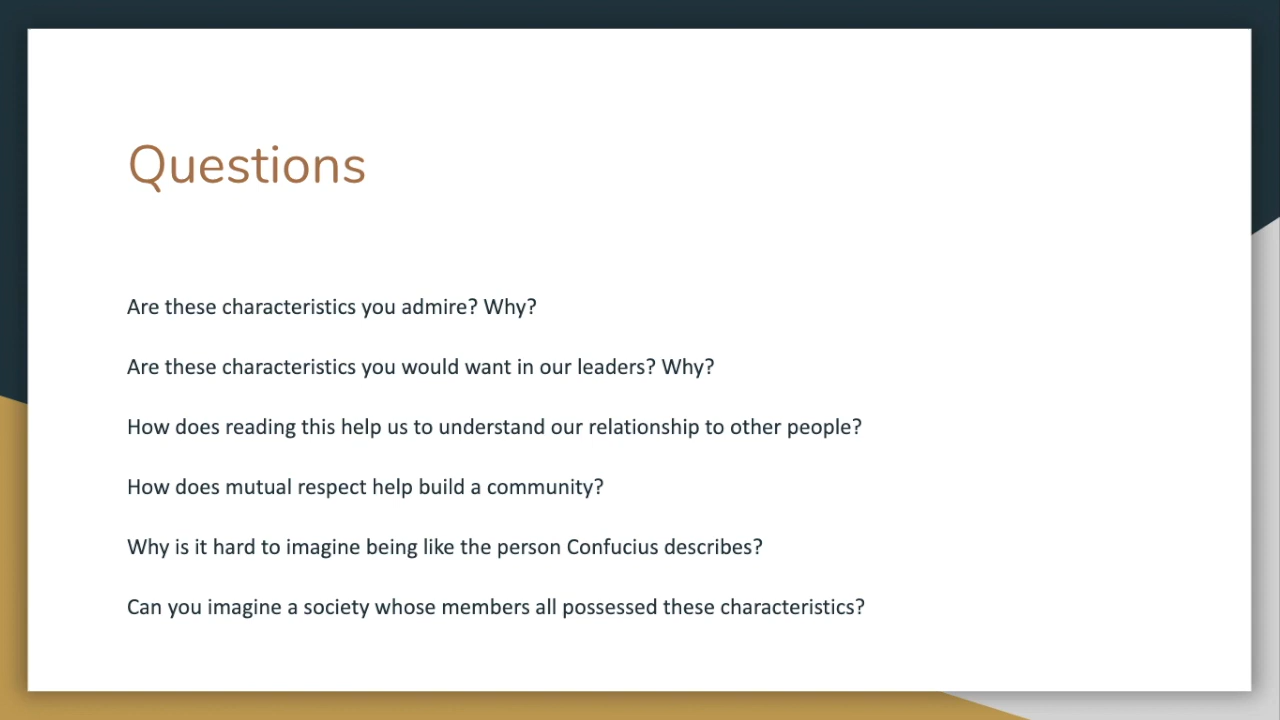 Questions
Are these characteristics you admire? Why?
Are these characteristics you would want in our leaders? Why?
How does reading this help us to understand our relationship to other people?
How does mutual respect help build a community?
Why is it hard to imagine being like the person Confucius describes?
Can you imagine a society whose members all possessed these characteristics?